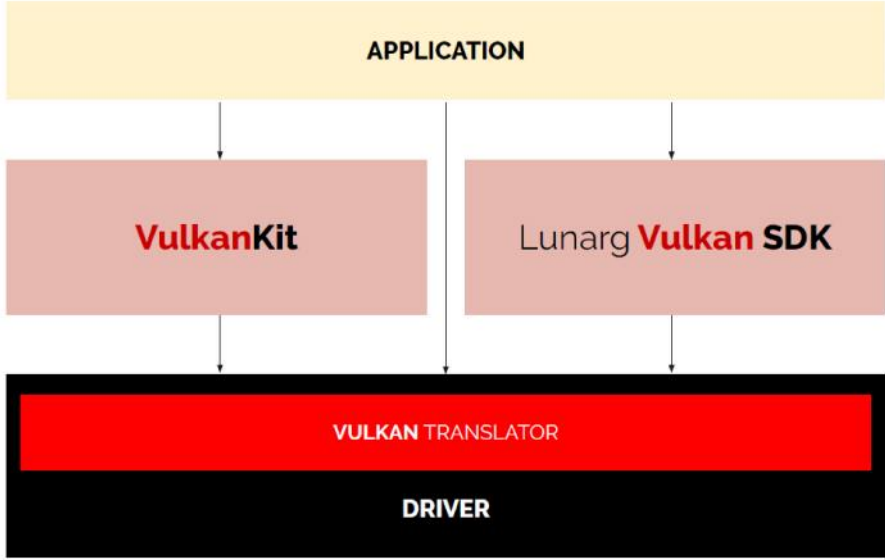 APPLICATION
VulkanKit
Lunarg Vulkan SDK
VULKAN TRANSLATOR
DRIVER